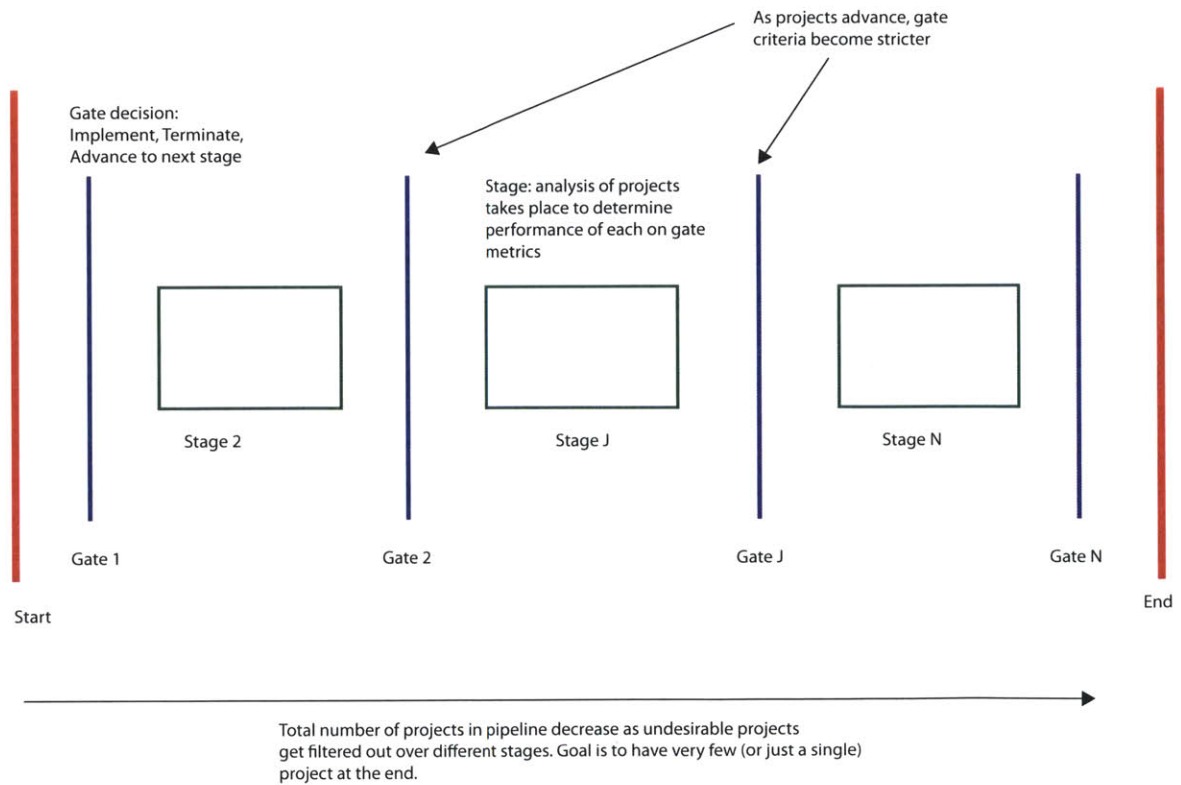 As projects advance, gate
criteria become stricter
Gate decision:
Implement, Terminate,
Advance to next stage
Stage: analysis of projects
takes place to determine
performance of each on gate
metrics
Stage 2
Stage J
Stage N
Gate 1
Gate 2
Gate J
Gate N
Start
End
Total number of projects in pipeline decrease as undesirable projects
get filtered out over different stages. Goal is to have very few (or just a single)
project at the end.